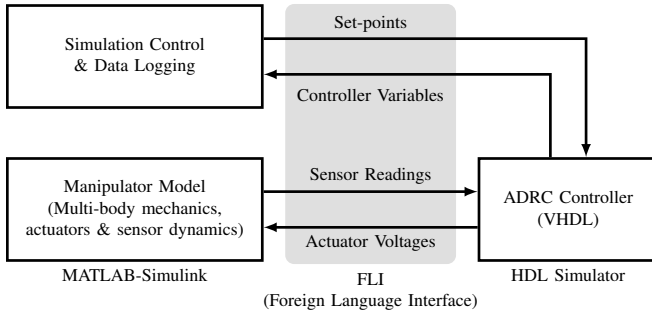 Simulation Control
& Data Logging
Set-points
Controller Variables
Manipulator Model
(Multi-body mechanics,
actuators & sensor dynamics)
Sensor Readings
Actuator Voltages
ADRC Controller
(VHDL)
MATLAB-Simulink
FLI
(Foreign Language Interface)
HDL Simulator